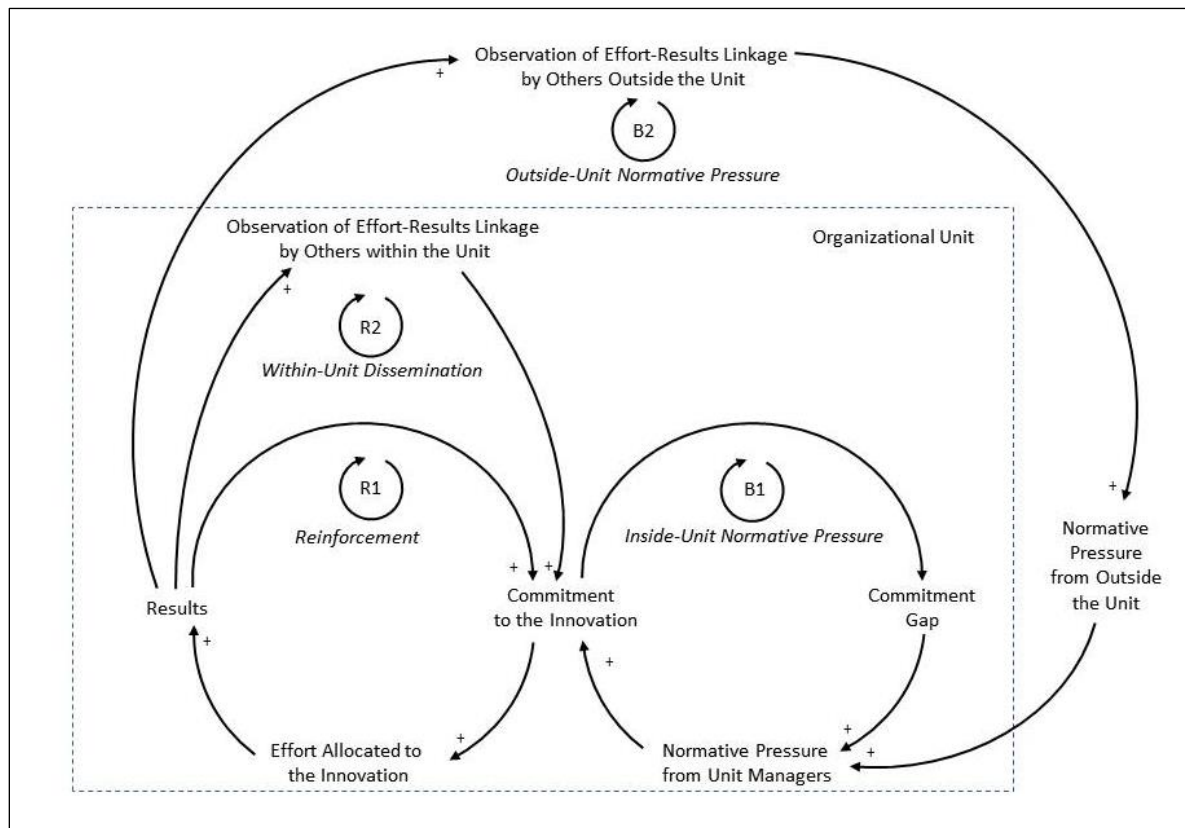 Observation of Effort-Results Linkage
by Others Outside the Unit
+
B2
Outside-Unit Normative Pressure
Observation of Effort-Results Linkage
by Others within the Unit
Organizational Unit
+
R2
Within-Unit Dissemination
R1
Reinforcement
B1
Inside-Unit Normative Pressure
+
Normative
Pressure
from Outside
the Unit
+
+
Results
Commitment
to the Innovation
Commitment
Gap
+
+
+
+
+
Effort Allocated to
the Innovation
Normative Pressure
from Unit Managers